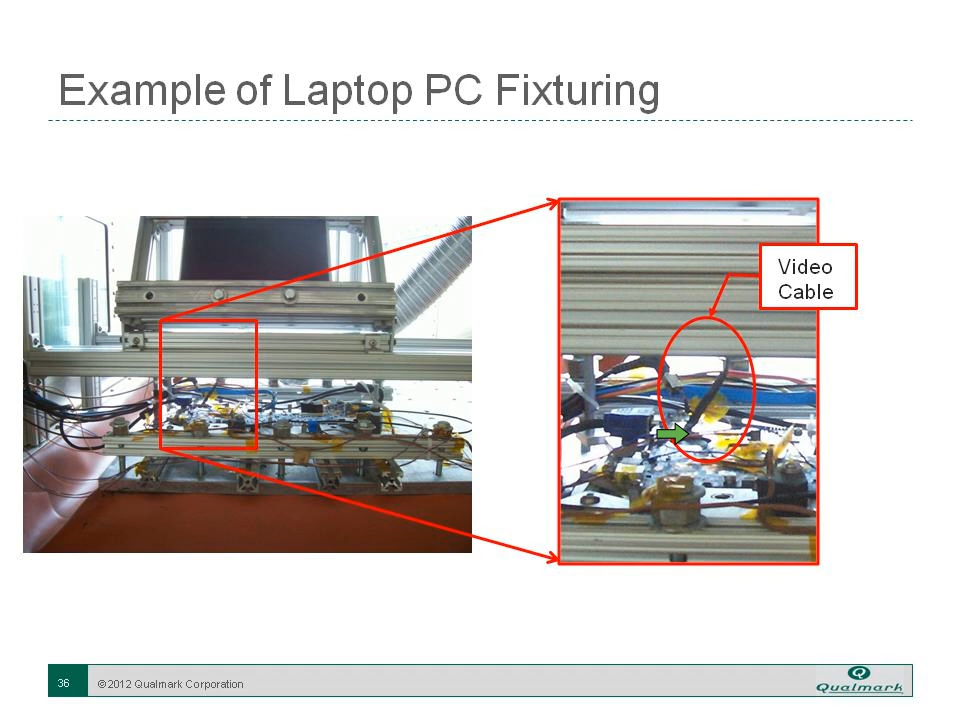 Example of Laptop PC Fixturing
Video
Cable
36
©2012 Qualmark Corporation
Qualmark